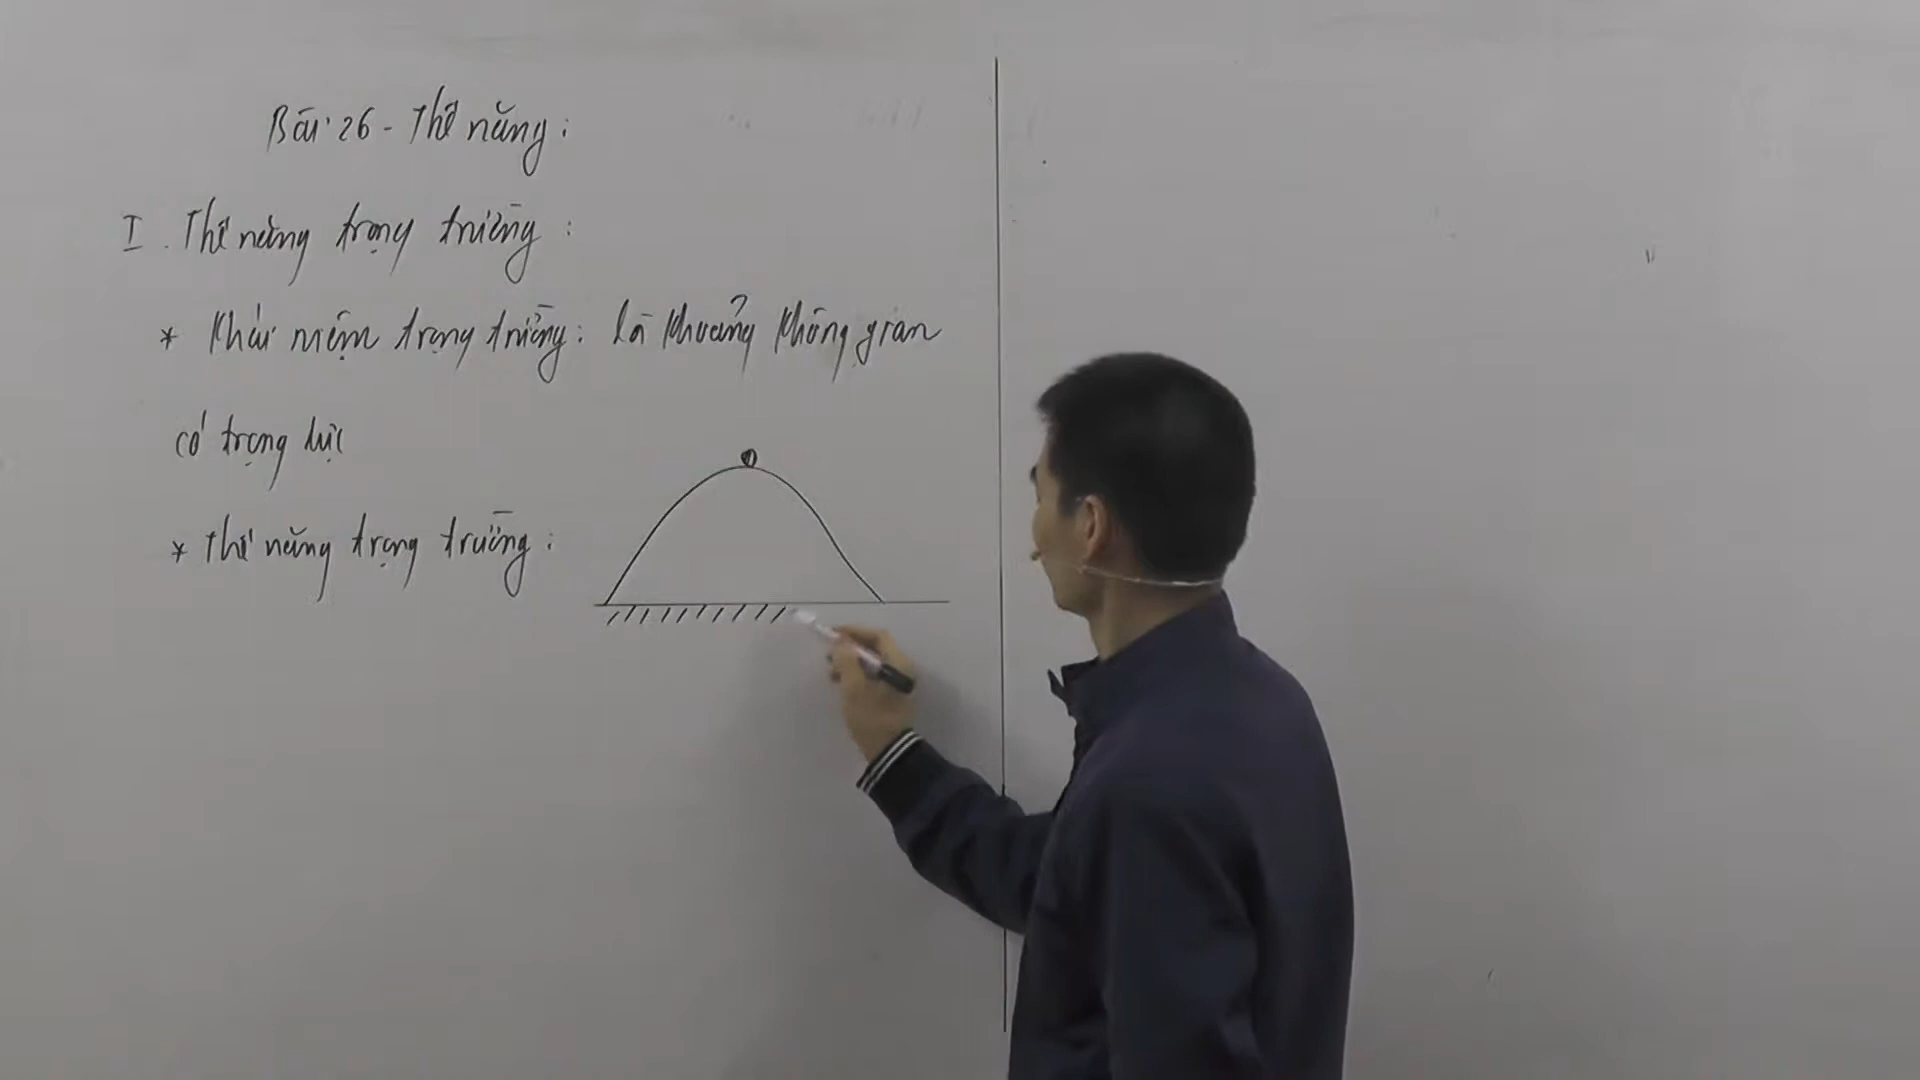 Bài 26 - Thế năng:
I. Thế năng trọng trường:
* Khái niệm trọng trường: là khoảng không gian
có trọng lực
* Thế năng trọng trường: